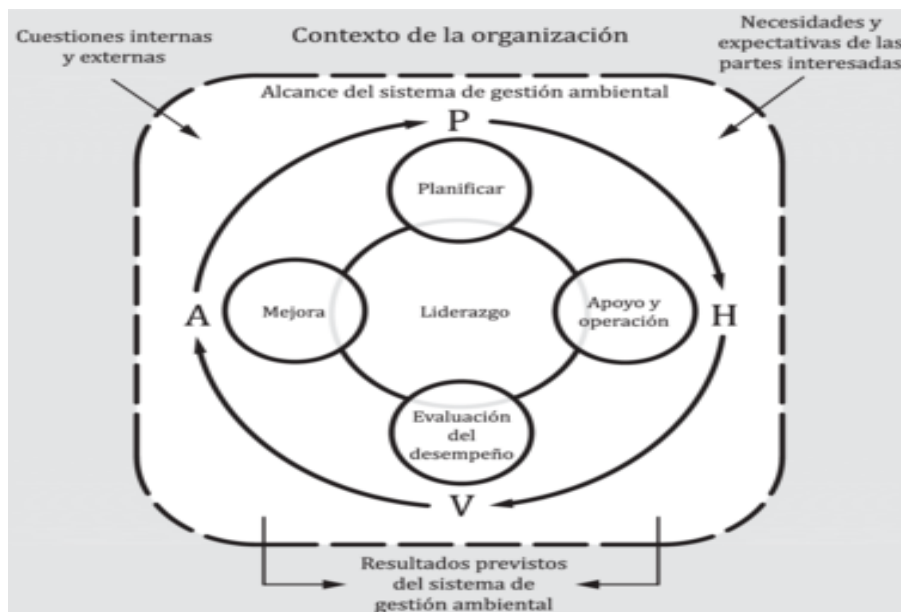 Cuestiones internas
y externas
Contexto de la organización
Necesidades y
expectativas de las
partes interesadas
Alcance del sistema de gestión ambiental
P
Planificar
A
Mejora
Liderazgo
Apoyo y
operación
H
Evaluación
del
desempeño
V
Resultados previstos
del sistema de
gestión ambiental